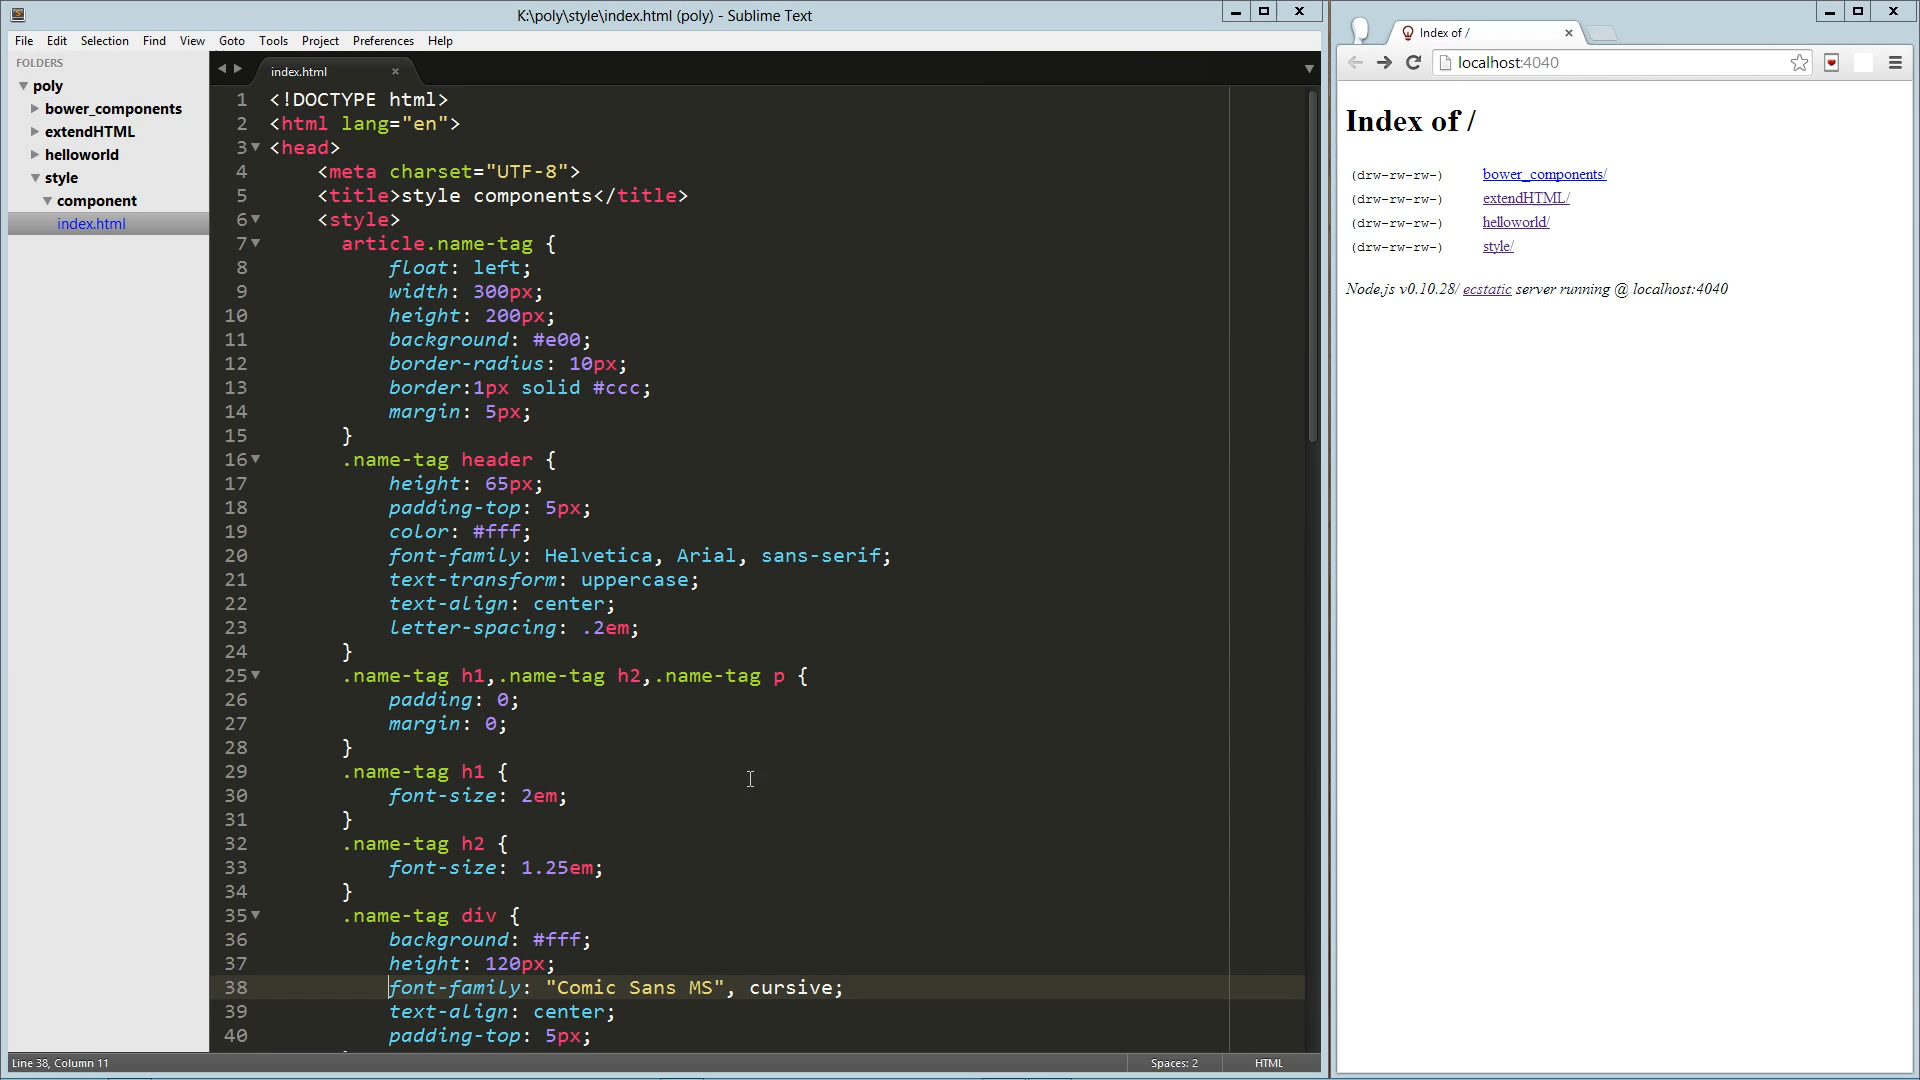 K:\poly\style\index.html (poly) - Sublime Text
File Edit Selection Find View Goto Tools Project Preferences Help
FOLDERS
poly
bower_components
extendHTML
helloworld
style
component
index.html
index.html
1 <!DOCTYPE html>
2 <html lang="en">
3 <head>
4 <meta charset="UTF-8">
5 <title>style components</title>
6 <style>
7 article.name-tag {
8 float: left;
9 width: 300px;
10 height: 200px;
11 background: #e00;
12 border-radius: 10px;
13 border:1px solid #ccc;
14 margin: 5px;
15 }
16 .name-tag header {
17 height: 65px;
18 padding-top: 5px;
19 color: #fff;
20 font-family: Helvetica, Arial, sans-serif;
21 text-transform: uppercase;
22 text-align: center;
23 letter-spacing: .2em;
24 }
25 .name-tag h1,.name-tag h2,.name-tag p {
26 padding: 0;
27 margin: 0;
28 }
29 .name-tag h1 {
30 font-size: 2em;
31 }
32 .name-tag h2 {
33 font-size: 1.25em;
34 }
35 .name-tag div {
36 background: #fff;
37 height: 120px;
38 font-family: "Comic Sans MS", cursive;
39 text-align: center;
40 padding-top: 5px;
Line 38, Column 11
Spaces: 2
HTML
Index of /
localhost:4040
Index of /
(drw-rw-rw-) bower_components/
(drw-rw-rw-) extendHTML/
(drw-rw-rw-) helloworld/
(drw-rw-rw-) style/
Node.js v0.10.28/ ecstatic server running @ localhost:4040